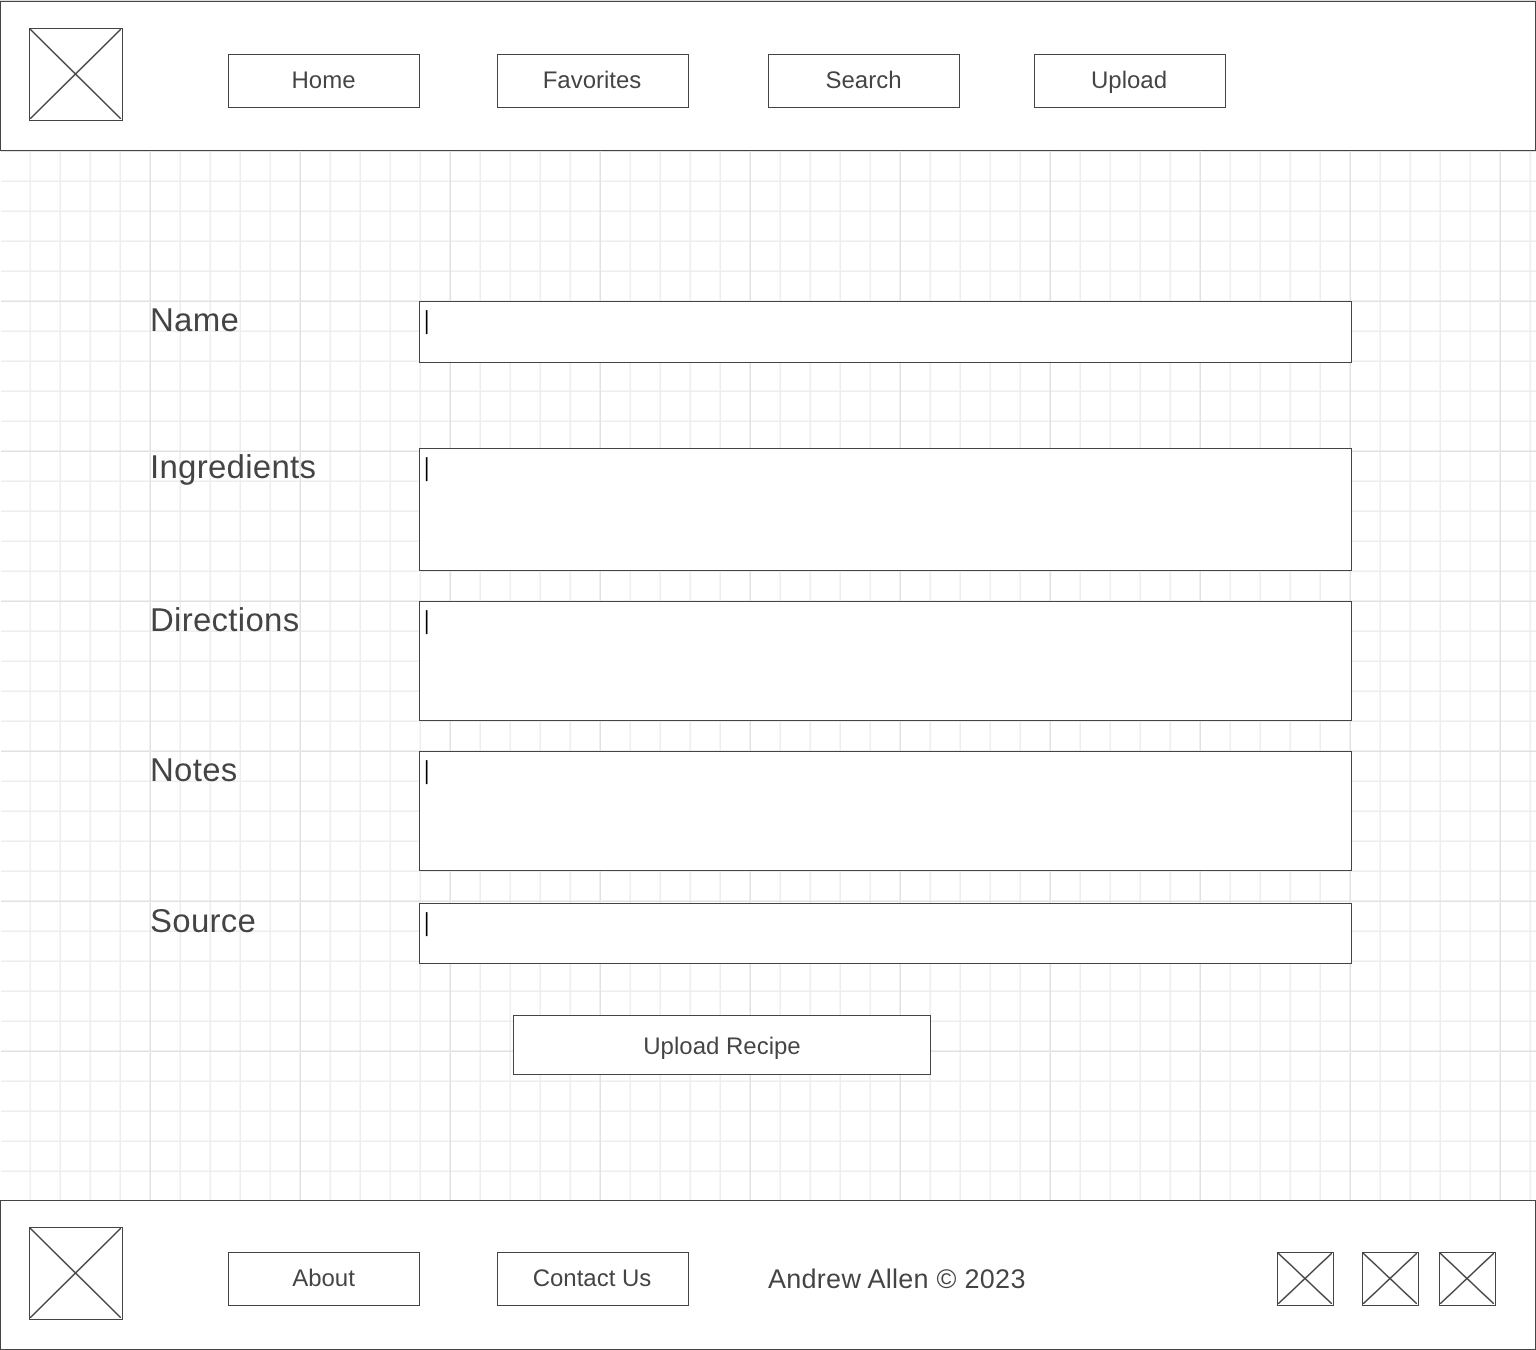 Home
Favorites
Search
Upload
Name
Ingredients
Directions
Notes
Source
Upload Recipe
About
Contact Us
Andrew Allen © 2023